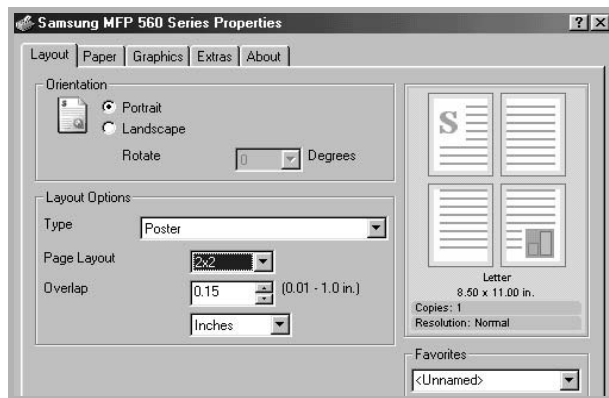 Samsung MFP 560 Series Properties
Layout
Paper
Graphics
Extras
About
Orientation
Portrait
Landscape
Rotate
0
Degrees
Layout Options
Type
Poster
Page Layout
2x2
Overlap
0.15
(0.01 - 1.0 in.)
Inches
S
Letter
8.50 x 11.00 in.
Copies: 1
Resolution: Normal
Favorites
<Unnamed>